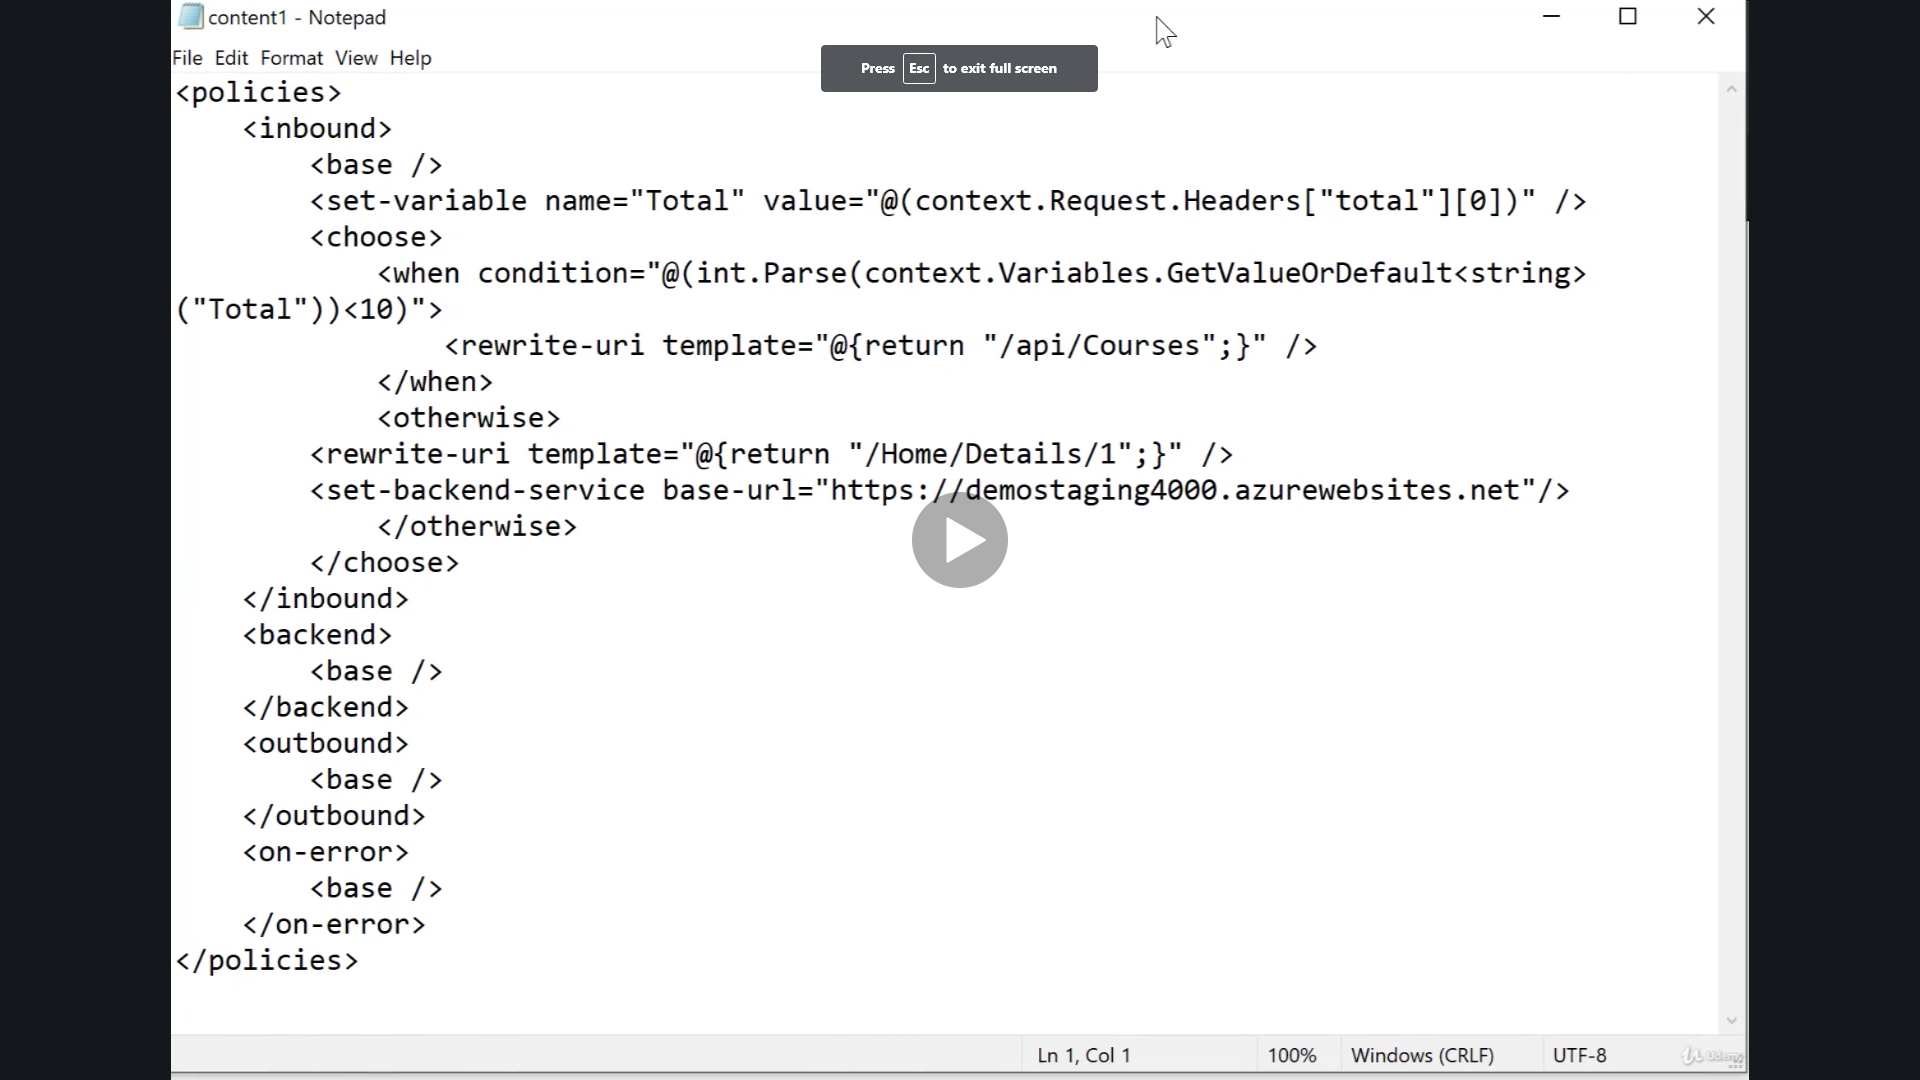 content1 - Notepad
File Edit Format View Help
Press Esc to exit full screen
<policies>
    <inbound>
        <base />
        <set-variable name="Total" value="@(context.Request.Headers["total"][0])" />
        <choose>
            <when condition="@(int.Parse(context.Variables.GetValueOrDefault<string>
("Total"))<10)">
                <rewrite-uri template="@{return "/api/Courses";}" />
            </when>
            <otherwise>
        <rewrite-uri template="@{return "/Home/Details/1";}" />
        <set-backend-service base-url="https://demostaging4000.azurewebsites.net"/>
            </otherwise>
        </choose>
    </inbound>
    <backend>
        <base />
    </backend>
    <outbound>
        <base />
    </outbound>
    <on-error>
        <base />
    </on-error>
</policies>
Ln 1, Col 1 100% Windows (CRLF) UTF-8
Udemy